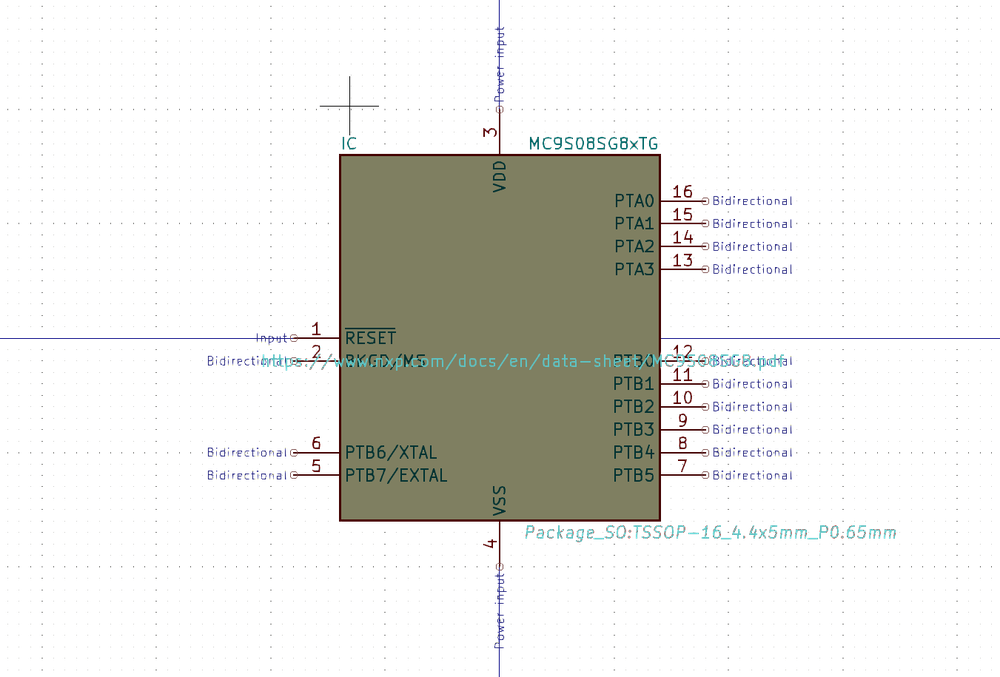 Power input
3
IC
MC9S08SG8xTG
VDD
PTA0 16 Bidirectional
PTA1 15 Bidirectional
PTA2 14 Bidirectional
PTA3 13 Bidirectional
Input 1 RESET
Bidirectional 2 BKGD/MS
https://www.nxp.com/docs/en/data-sheet/MC9S08SG8.pdf
PTB0 12 Bidirectional
PTB1 11 Bidirectional
PTB2 10 Bidirectional
PTB3 9 Bidirectional
Bidirectional 6 PTB6/XTAL
PTB4 8 Bidirectional
Bidirectional 5 PTB7/EXTAL
PTB5 7 Bidirectional
VSS
Package_SO:TSSOP-16_4.4x5mm_P0.65mm
4
Power input